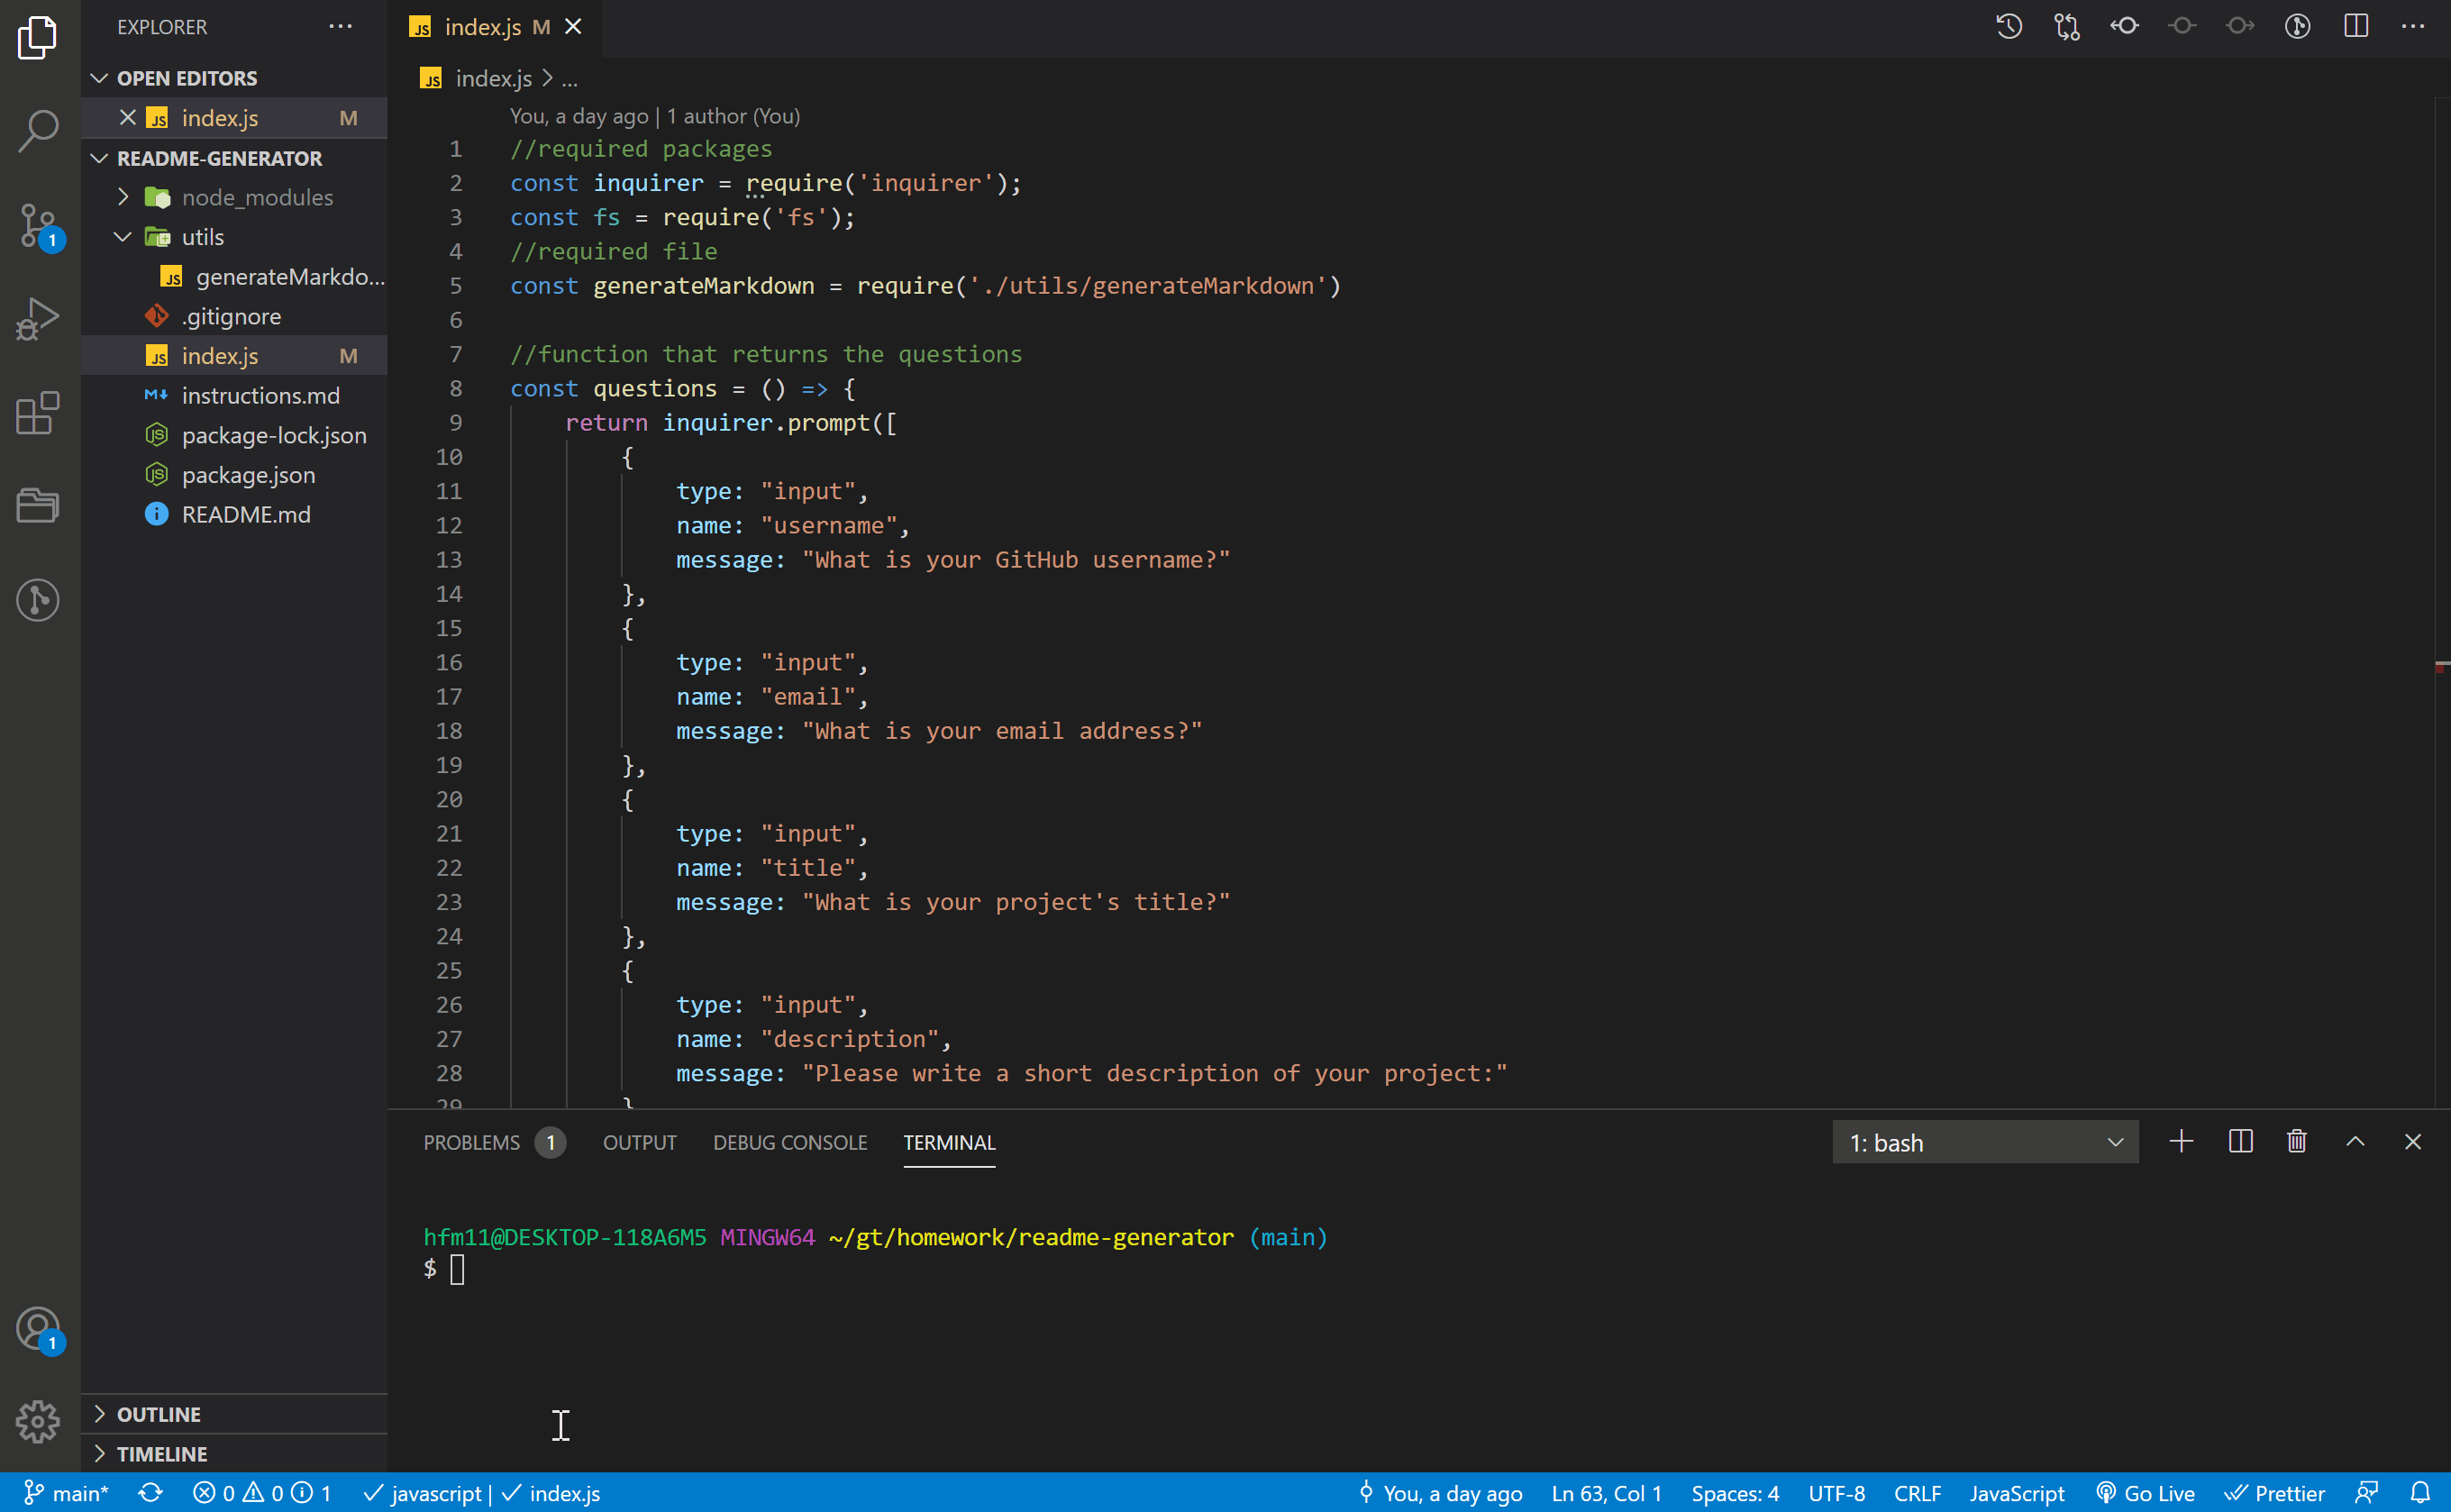 EXPLORER
OPEN EDITORS
index.js M
README-GENERATOR
node_modules
utils
generateMarkdo...
.gitignore
index.js M
instructions.md
package-lock.json
package.json
README.md
OUTLINE
TIMELINE
index.js M
index.js > ...
You, a day ago | 1 author (You)
1 //required packages
2 const inquirer = require('inquirer');
3 const fs = require('fs');
4 //required file
5 const generateMarkdown = require('./utils/generateMarkdown')
6
7 //function that returns the questions
8 const questions = () => {
9 return inquirer.prompt([
10 {
11 type: "input",
12 name: "username",
13 message: "What is your GitHub username?"
14 },
15 {
16 type: "input",
17 name: "email",
18 message: "What is your email address?"
19 },
20 {
21 type: "input",
22 name: "title",
23 message: "What is your project's title?"
24 },
25 {
26 type: "input",
27 name: "description",
28 message: "Please write a short description of your project:"
29 }
PROBLEMS 1 OUTPUT DEBUG CONSOLE TERMINAL 1: bash
hfm11@DESKTOP-118A6M5 MINGW64 ~/gt/homework/readme-generator (main)
$
1
1
main* 0 0 1 javascript | index.js You, a day ago Ln 63, Col 1 Spaces: 4 UTF-8 CRLF JavaScript Go Live Prettier